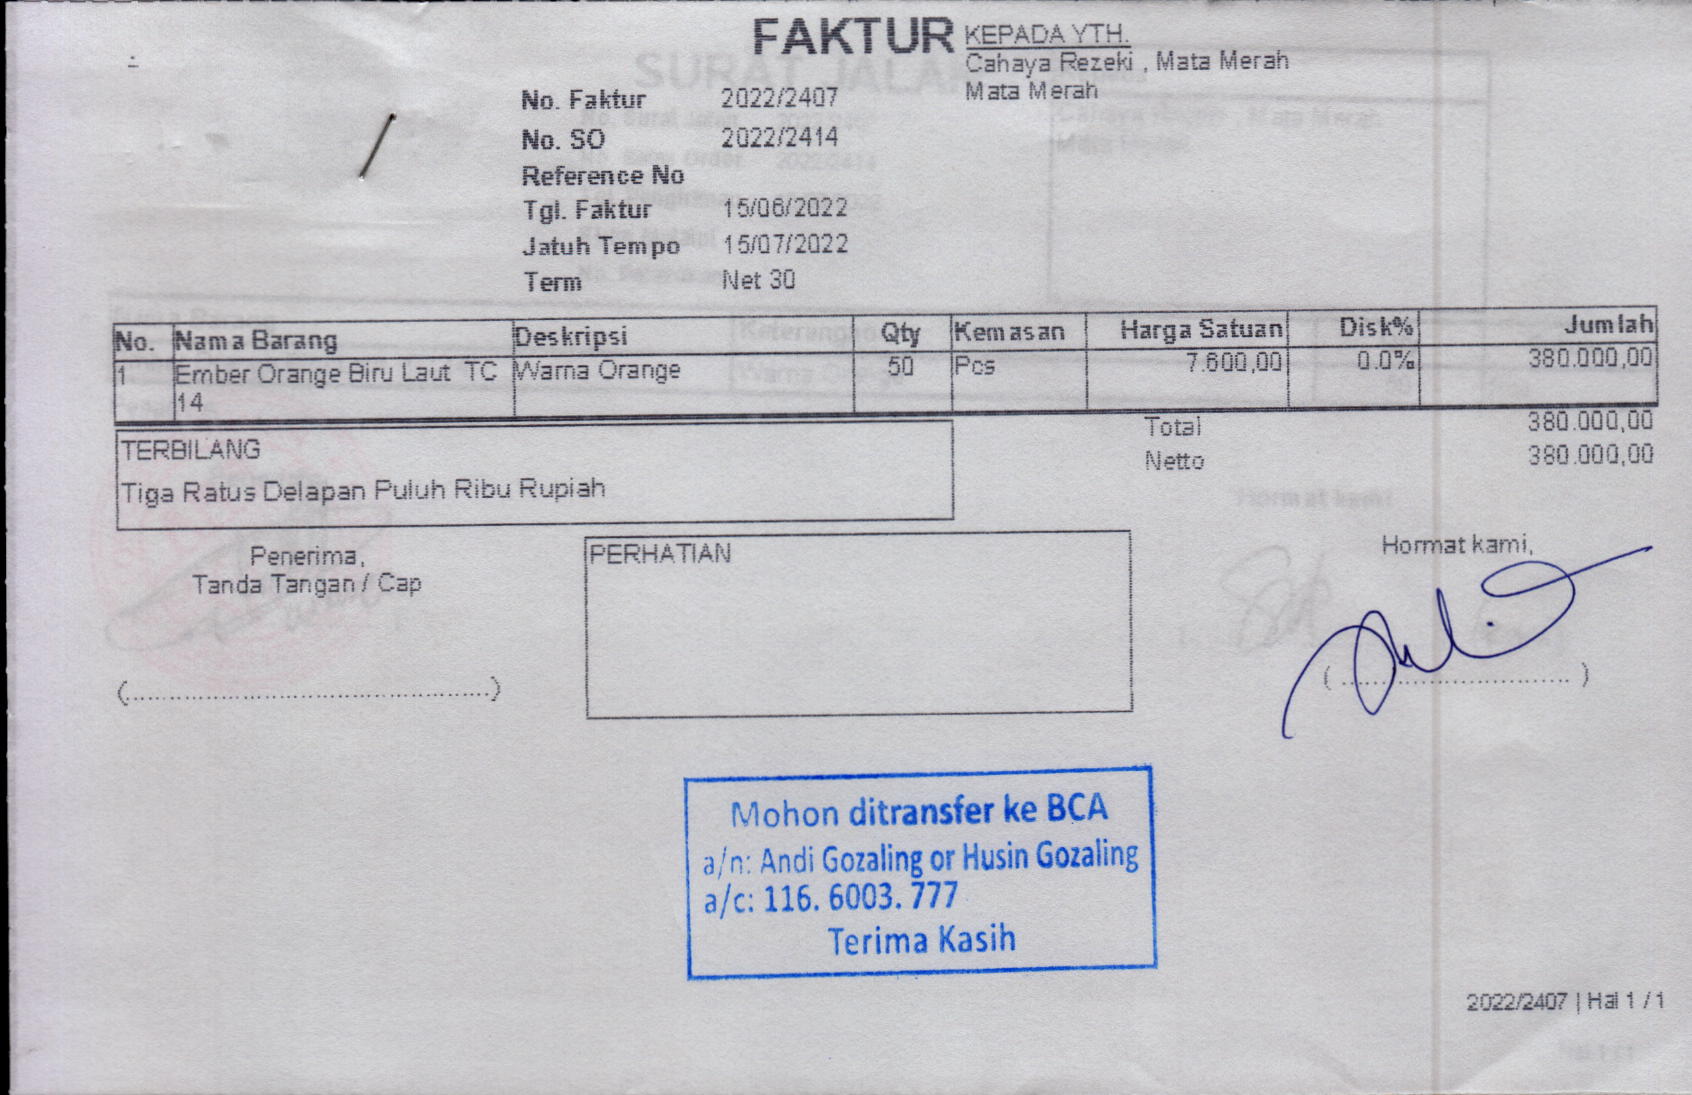 FAKTUR
KEPADA YTH.
Cahaya Rezeki , Mata Merah
Mata Merah
No. Faktur 2022/2407
No. SO 2022/2414
Reference No
Tgl. Faktur 15/06/2022
Jatuh Tempo 15/07/2022
Term Net 30
No. Nama Barang Deskripsi Qty Kemasan Harga Satuan Disk% Jumlah
1 Ember Orange Biru Laut TC Warna Orange 50 Pcs 7.600,00 0.0% 380.000,00
14
Total 380.000,00
Netto 380.000,00
TERBILANG
Tiga Ratus Delapan Puluh Ribu Rupiah
Penerima,
Tanda Tangan / Cap
PERHATIAN
Hormat kami,
(..............................................)
( ............................... )
Mohon ditransfer ke BCA
a/n: Andi Gozaling or Husin Gozaling
a/c: 116. 6003. 777
Terima Kasih
2022/2407 | Hal 1 / 1